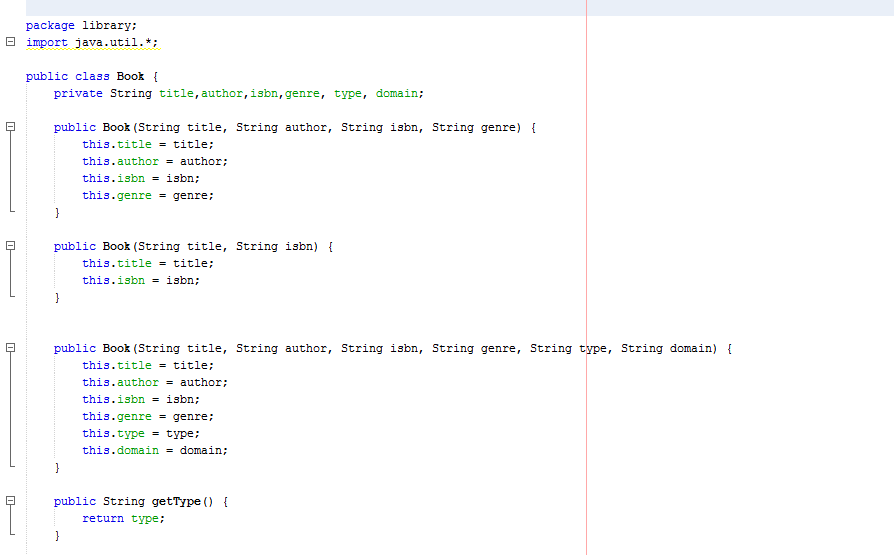 package library;
import java.util.*;
public class Book {
private String title,author,isbn,genre, type, domain;
public Book(String title, String author, String isbn, String genre) {
this.title = title;
this.author = author;
this.isbn = isbn;
this.genre = genre;
}
public Book(String title, String isbn) {
this.title = title;
this.isbn = isbn;
}
public Book(String title, String author, String isbn, String genre, String type, String domain) {
this.title = title;
this.author = author;
this.isbn = isbn;
this.genre = genre;
this.type = type;
this.domain = domain;
}
public String getType() {
return type;
}